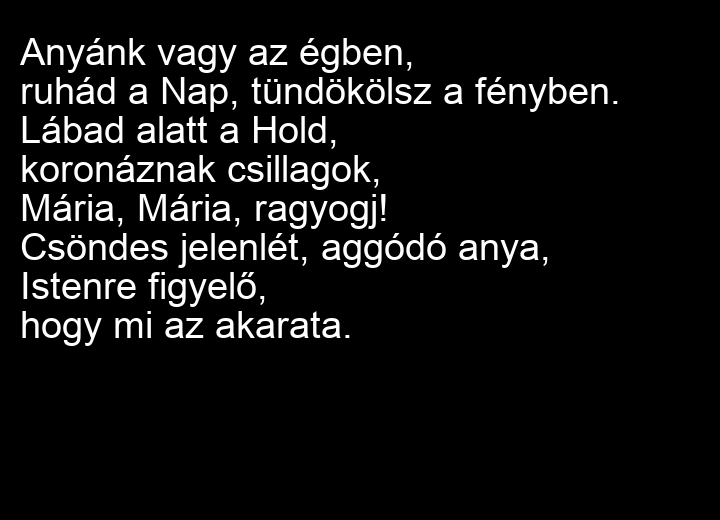 Anyánk vagy az égben,
ruhád a Nap, tündökölsz a fényben.
Lábad alatt a Hold,
koronáznak csillagok,
Mária, Mária, ragyogj!
Csöndes jelenlét, aggódó anya,
Istenre figyelő,
hogy mi az akarata.